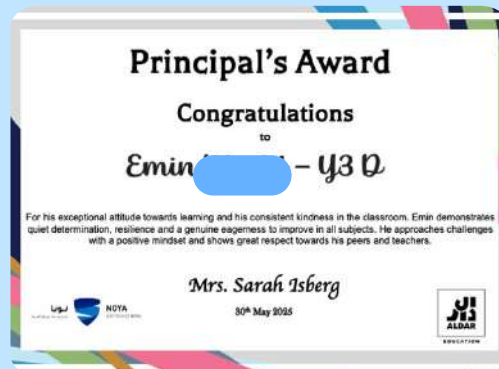 Principal's Award
Congratulations
to
Emin – Y3 D
For his exceptional attitude towards learning and his consistent kindness in the classroom. Emin demonstrates
quiet determination, resilience and a genuine eagerness to improve in all subjects. He approaches challenges
with a positive mindset and shows great respect towards his peers and teachers.
Mrs. Sarah Isberg
30th May 2025
نويا NOYA
الدار
ALDAR
EDUCATION